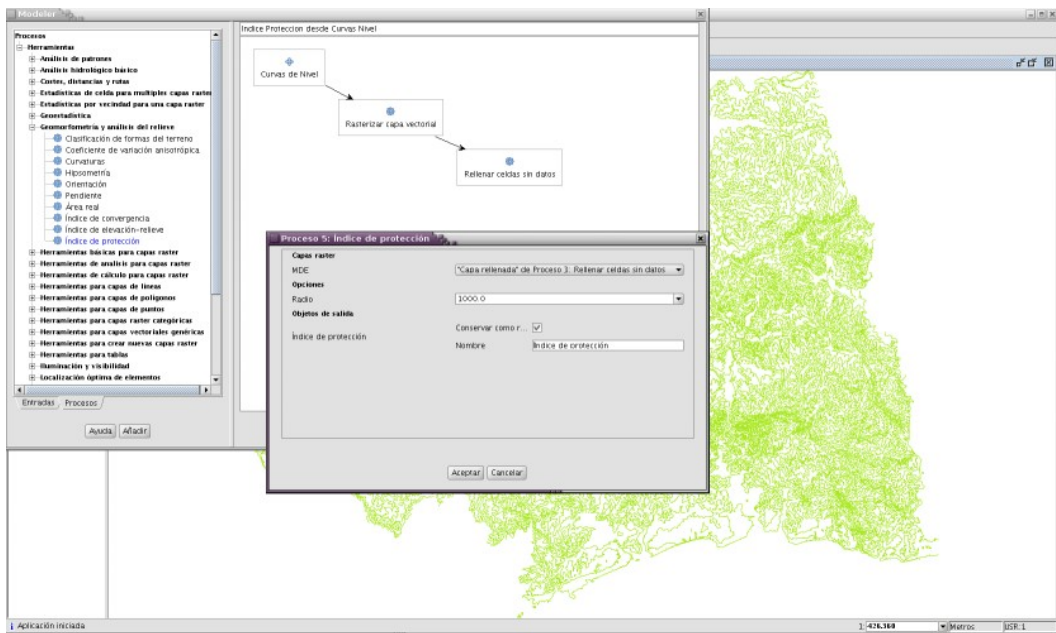 Modeler
Procesos
Herramientas
Análisis de patrones
Análisis hidrológico básico
Costes, distancias y rutas
Estadísticas de celda para multiples capas raster
Estadísticas por vecindad para una capa raster
Geoestadística
Geomorfometría y análisis del relieve
Clasificación de formas del terreno
Coeficiente de variación anisotrópica
Curvaturas
Hipsometría
Orientación
Pendiente
Área real
Índice de convergencia
Índice de elevación-relieve
Índice de protección
Herramientas básicas para capas raster
Herramientas de analisis para capas raster
Herramientas de cálculo para capas raster
Herramientas para capas de lineas
Herramientas para capas de polígonos
Herramientas para capas de puntos
Herramientas para capas raster categóricas
Herramientas para capas vectoriales genéricas
Herramientas para crear nuevas capas raster
Herramientas para tablas
Iluminación y visibilidad
Localización óptima de elementos
Entradas
Procesos
Ayuda
Añadir
Indice Proteccion desde Curvas Nivel
Curvas de Nivel
Rasterizar capa vectorial
Rellenar celdas sin datos
Proceso 5: Índice de protección
Capas raster
MDE
"Capa rellenada" de Proceso 3: Rellenar celdas sin datos
Opciones
Radio
1000.0
Objetos de salida
Índice de protección
Conservar como r...
Nombre
Índice de protección
Aceptar
Cancelar
Aplicación iniciada
1: 426.360
Metros
USR:1